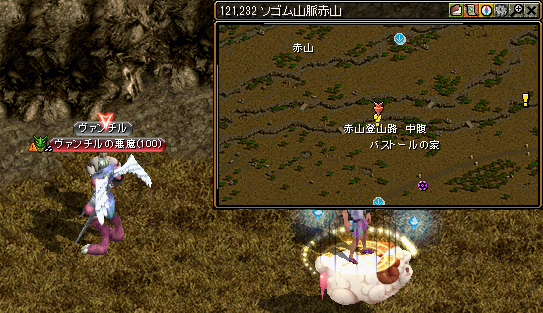 121,232 ソゴム山脈赤山
赤山
赤山登山路 中腹
バストールの家
ヴァンチル
ヴァンチルの悪魔(100)